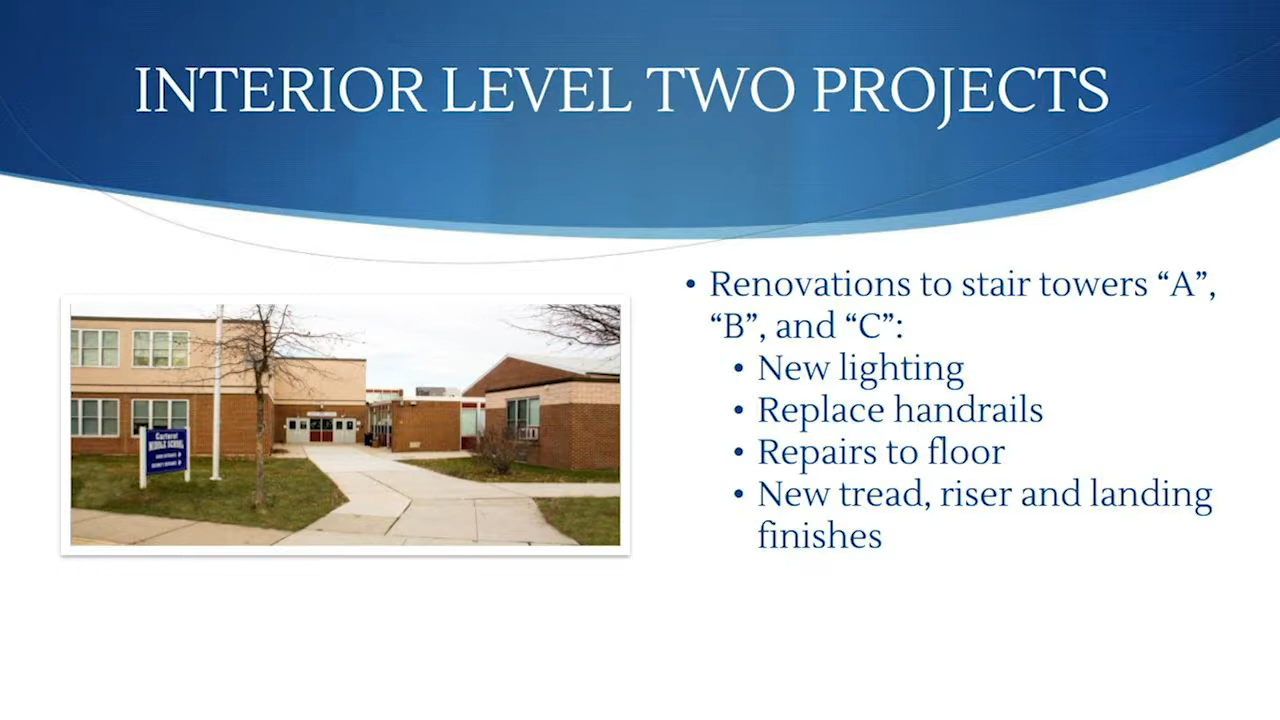 INTERIOR LEVEL TWO PROJECTS
• Renovations to stair towers “A”,
“B”, and “C”:
• New lighting
• Replace handrails
• Repairs to floor
• New tread, riser and landing
finishes
Carteret
MIDDLE SCHOOL